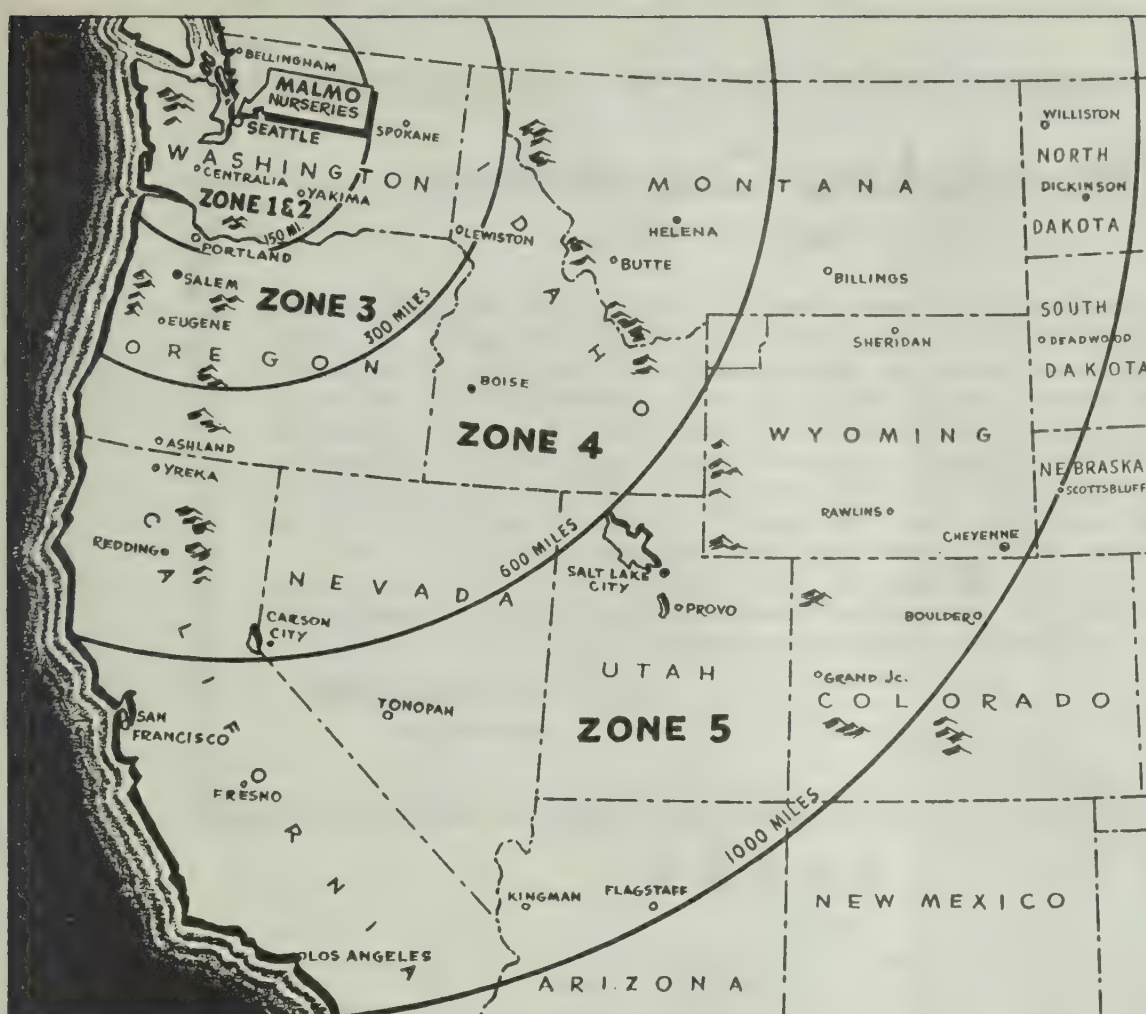 BELLINGHAM
MALMO
NURSERIES
SEATTLE
SPOKANE
WASHINGTON
CENTRALIA
YAKIMA
ZONE 1&2
150 MI.
PORTLAND
LEWISTON
SALEM
ZONE 3
300 MILES
EUGENE
OREGON
IDAHO
MONTANA
HELENA
BUTTE
BILLINGS
WILLISTON
NORTH
DICKINSON
DAKOTA
SOUTH
DEADWOOD
DAKOTA
SHERIDAN
BOISE
ZONE 4
ASHLAND
YREKA
WYOMING
NEBRASKA
SCOTTSBLUFF
RAWLINS
CHEYENNE
REDDING
CALIFORNIA
NEVADA
600 MILES
SALT LAKE
CITY
PROVO
CARSON
CITY
BOULDER
UTAH
GRAND JC.
COLORADO
TONOPAH
ZONE 5
SAN
FRANCISCO
FRESNO
1000 MILES
KINGMAN
FLAGSTAFF
NEW MEXICO
LOS ANGELES
ARIZONA